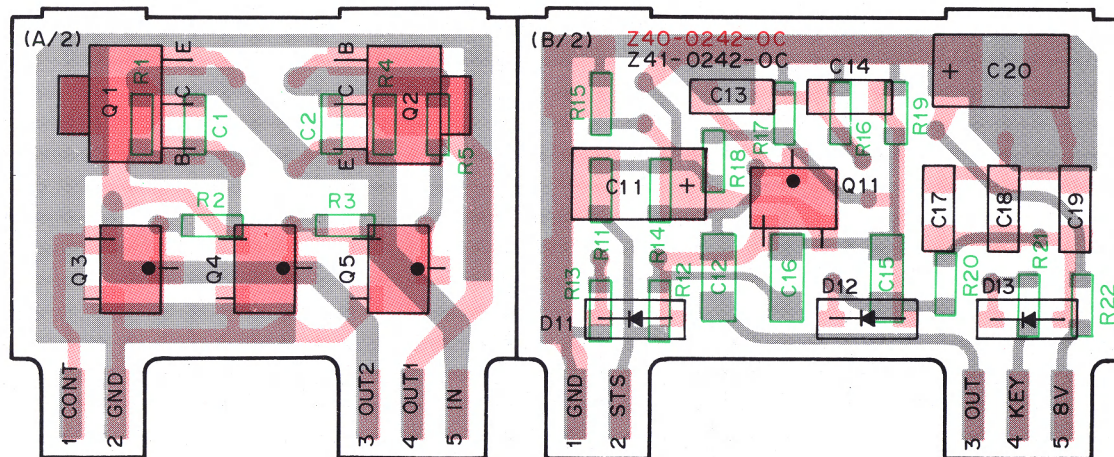 (A/2)
E
B
R1
R4
Q1
C
C1
C2
C
Q2
B
E
R5
R2
R3
Q3
Q4
Q5
1 CONT
2 GND
3 OUT2
4 OUT1
5 IN
(B/2)
Z40-0242-0C
Z41-0242-0C
C14
+ C20
R15
C13
R17
R16
R19
R18
C11 +
Q11
C17
C18
C19
R11
R14
C12
C16
C15
R20
R21
R13
R12
D12
D13
R22
D11
1 GND
2 STS
3 OUT
4 KEY
5 8V